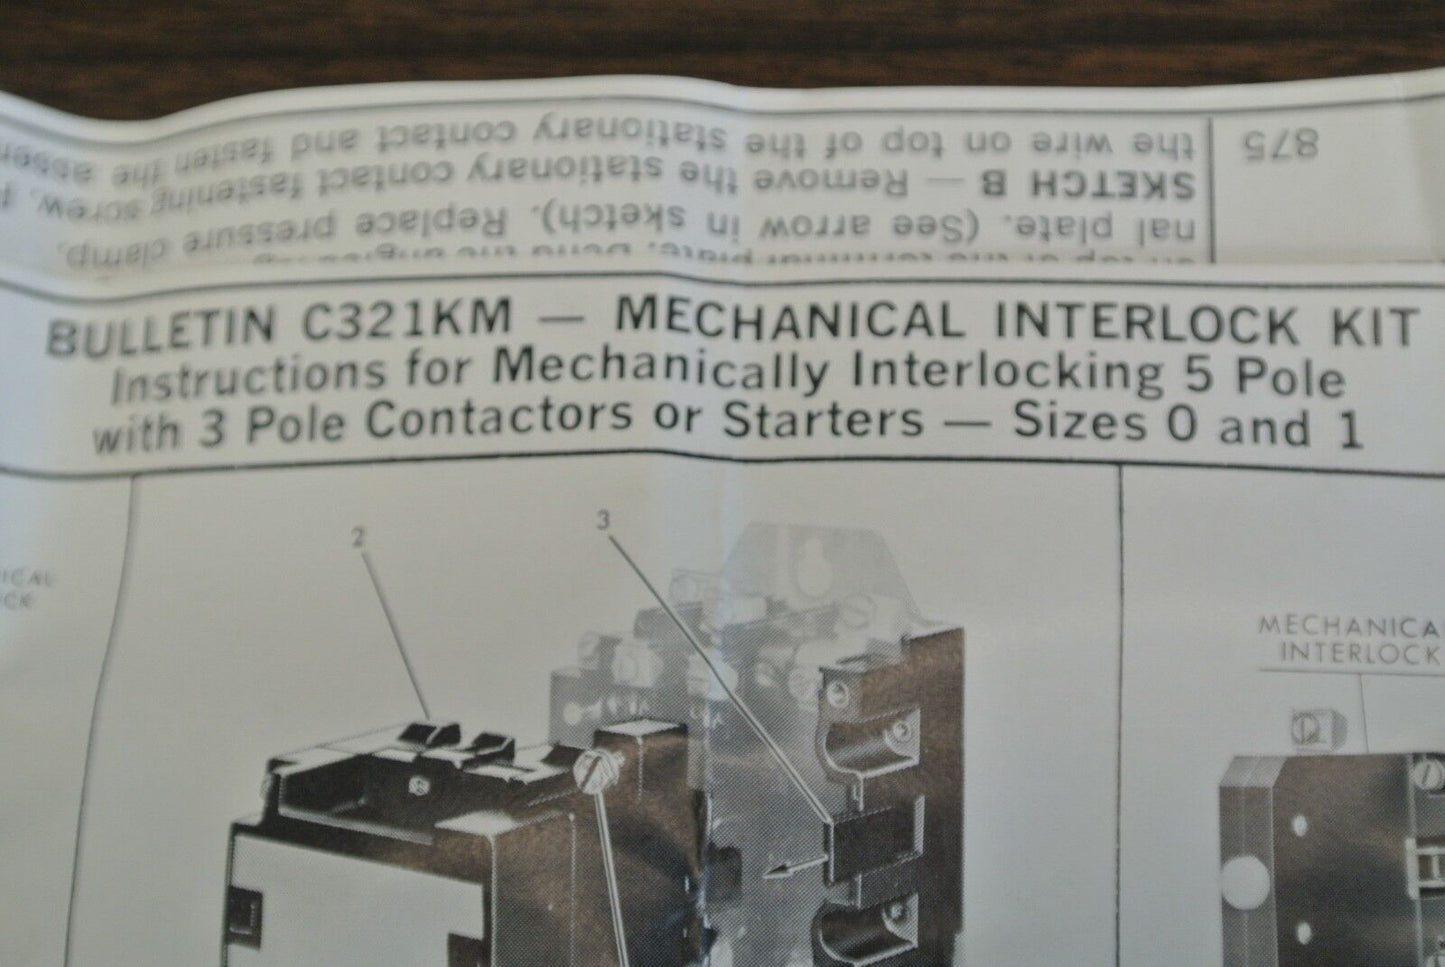 875
nal plate. (See arrow in sketch). Replace pressure clamp,
SKETCH B — Remove the stationary contact fastening screw,
the wire on top of the stationary contact and fasten the
BULLETIN C321KM — MECHANICAL INTERLOCK KIT
Instructions for Mechanically Interlocking 5 Pole
with 3 Pole Contactors or Starters — Sizes 0 and 1
2
3
MECHANICA
INTERLOCK
ICAL
CK